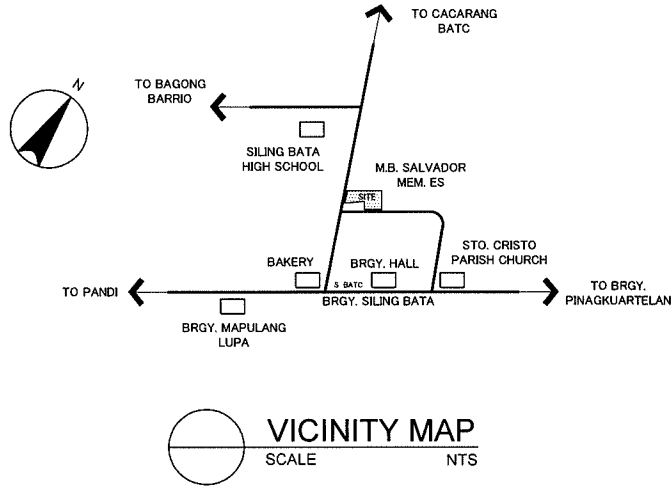 TO CACARANG
BATC
N
TO BAGONG
BARRIO
SILING BATA
HIGH SCHOOL
M.B. SALVADOR
MEM. ES
SITE
BAKERY
BRGY. HALL
STO. CRISTO
PARISH CHURCH
TO PANDI
S BATC
BRGY. SILING BATA
TO BRGY.
PINAGKUARTELAN
BRGY. MAPULANG
LUPA
VICINITY MAP
SCALE NTS